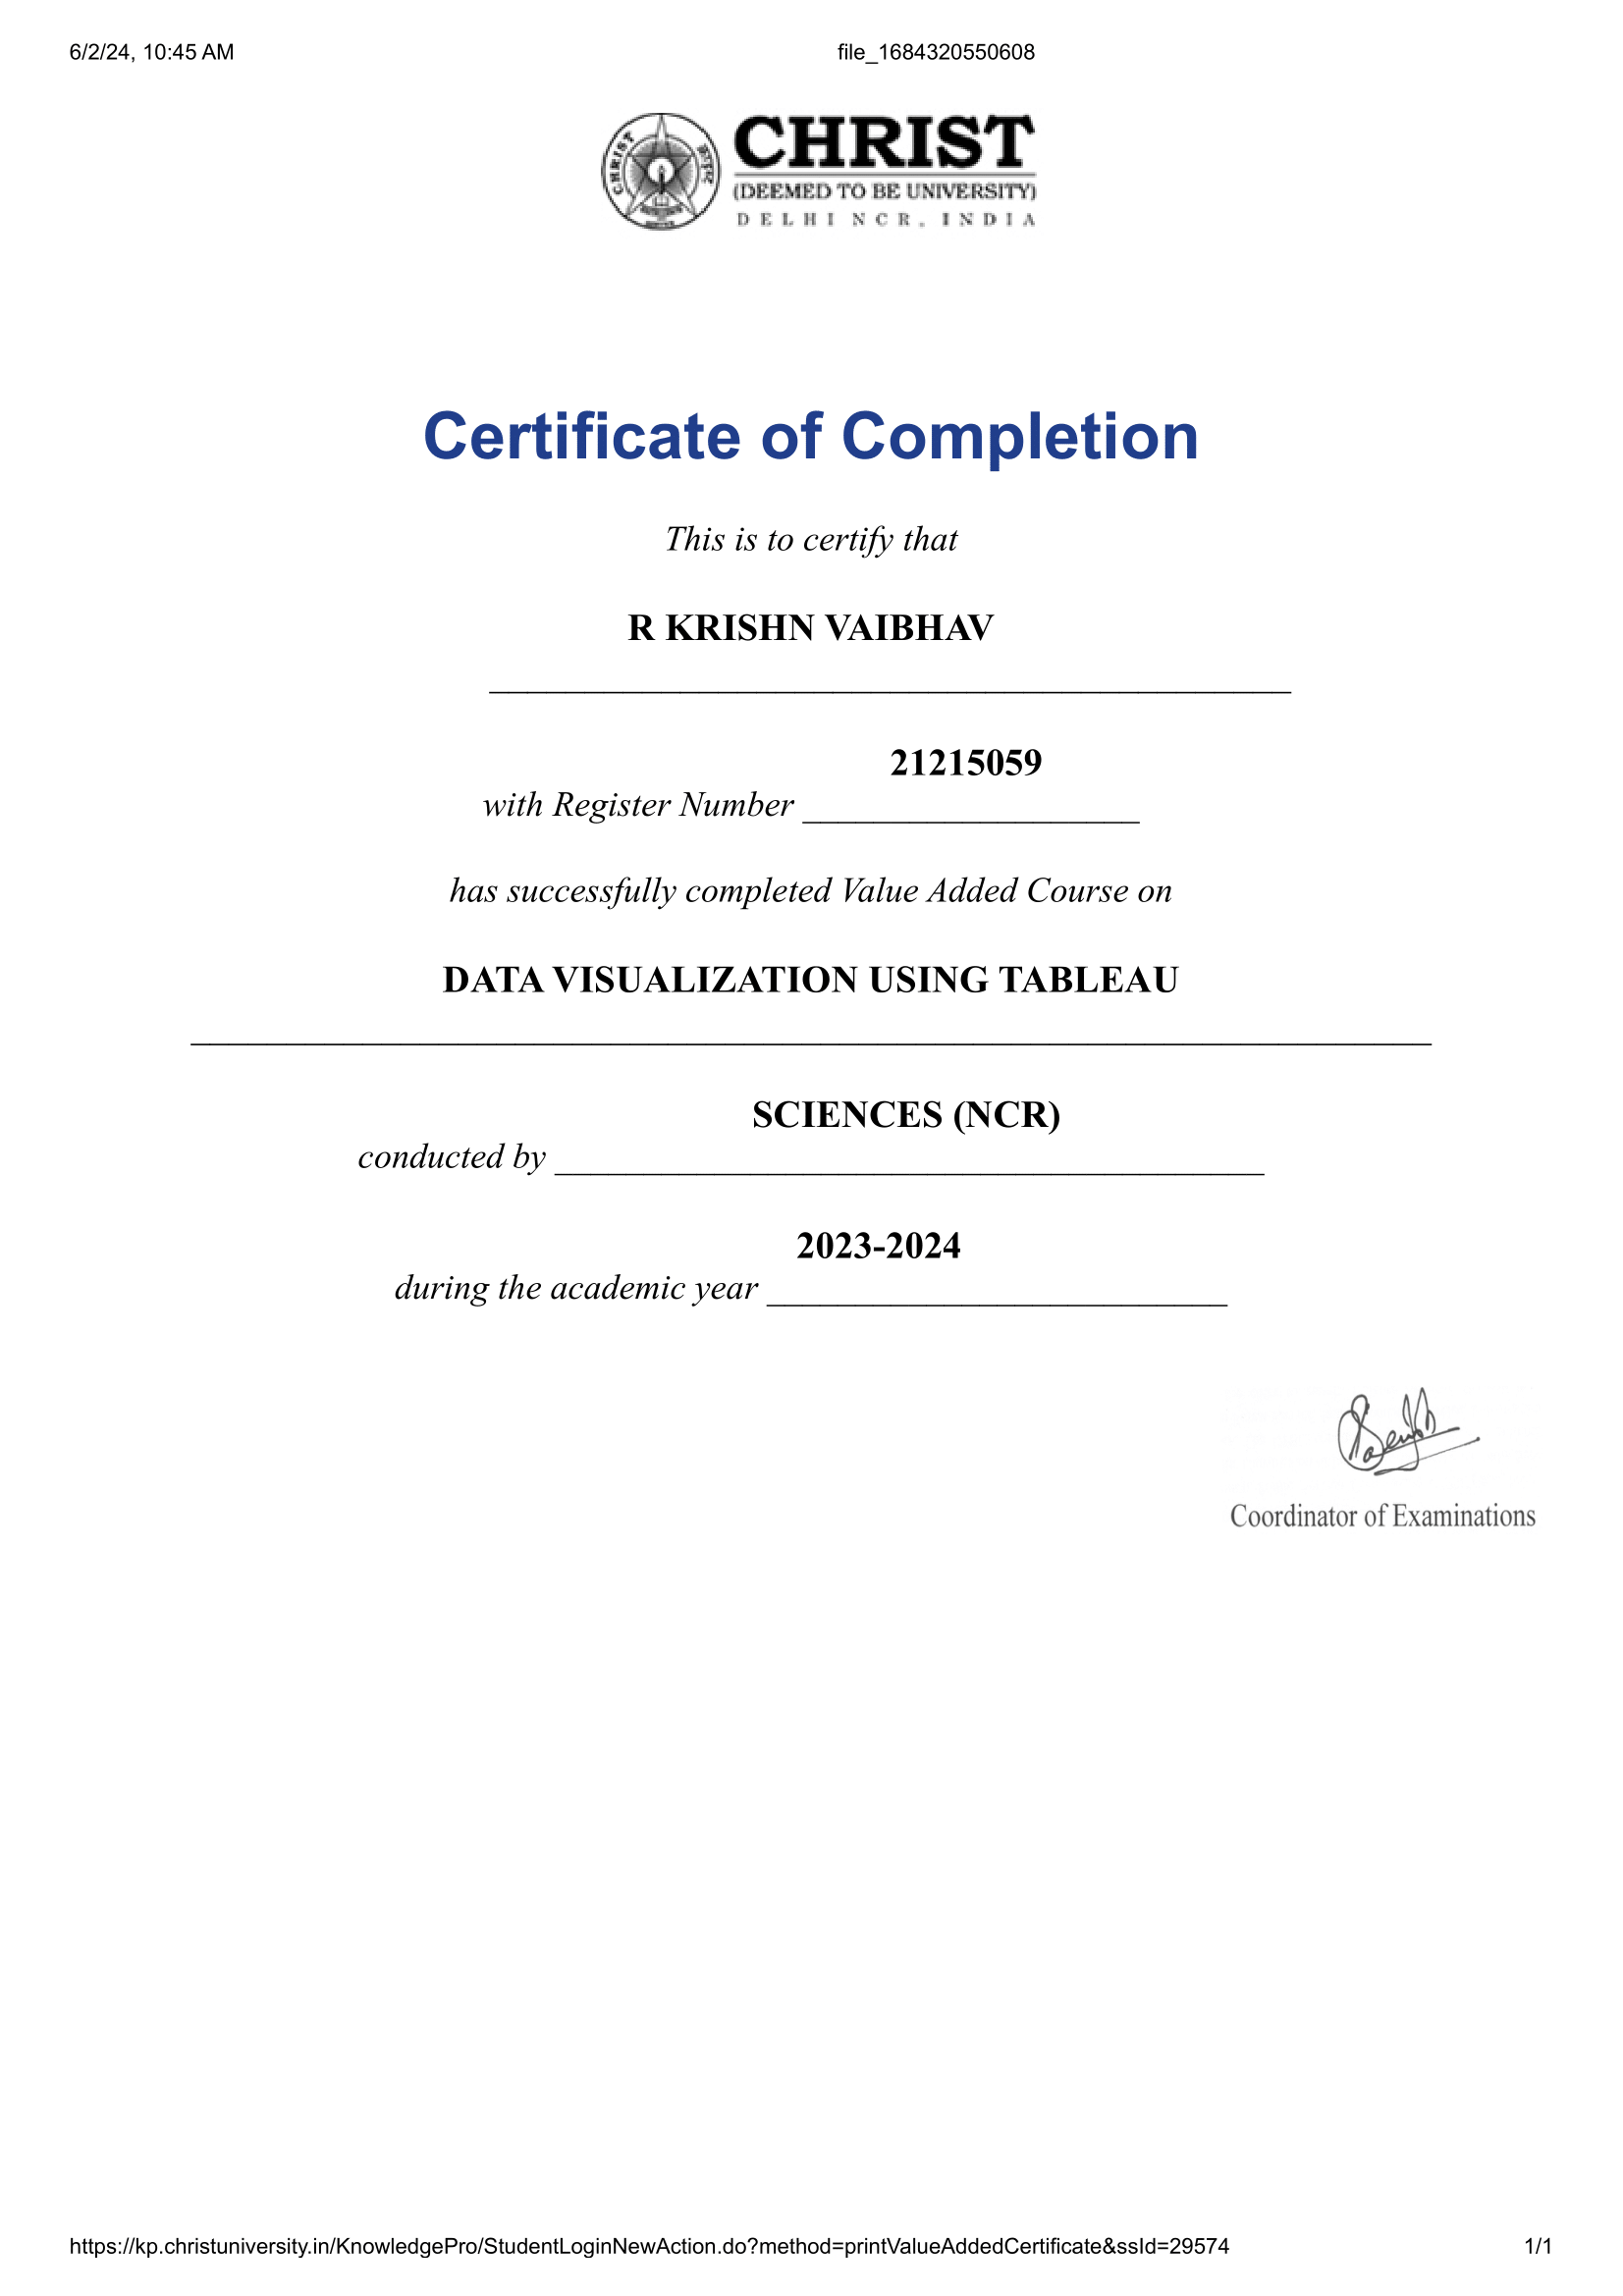 6/2/24, 10:45 AM
file_1684320550608
CHRIST
CHRIST
(DEEMED TO BE UNIVERSITY)
DELHI NCR, INDIA
Certificate of Completion
This is to certify that
R KRISHN VAIBHAV
21215059
with Register Number
has successfully completed Value Added Course on
DATA VISUALIZATION USING TABLEAU
SCIENCES (NCR)
conducted by
2023-2024
during the academic year
Coordinator of Examinations
https://kp.christuniversity.in/KnowledgePro/StudentLoginNewAction.do?method=printValueAddedCertificate&ssId=29574
1/1